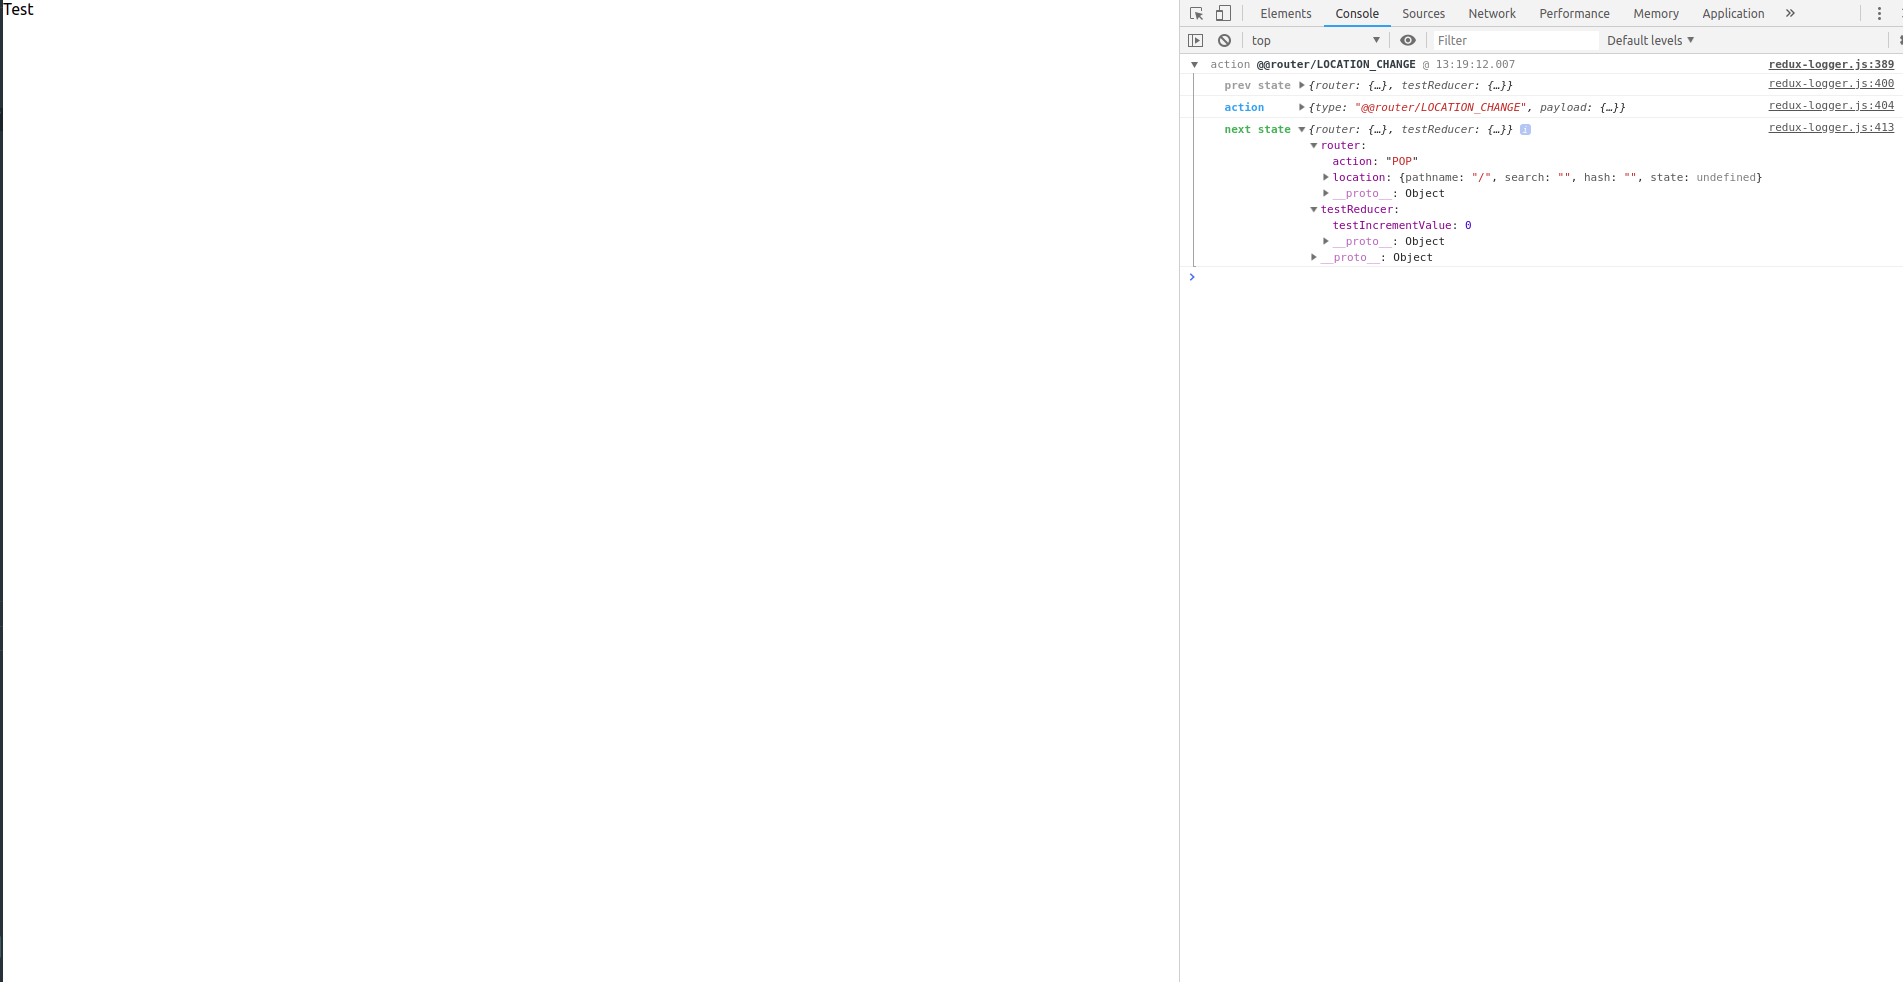 Test
Elements Console Sources Network Performance Memory Application »
top Filter Default levels
action @@router/LOCATION_CHANGE @ 13:19:12.007 redux-logger.js:389
prev state {router: {…}, testReducer: {…}} redux-logger.js:400
action {type: "@@router/LOCATION_CHANGE", payload: {…}} redux-logger.js:404
next state {router: {…}, testReducer: {…}} i redux-logger.js:413
router:
action: "POP"
location: {pathname: "/", search: "", hash: "", state: undefined}
__proto__: Object
testReducer:
testIncrementValue: 0
__proto__: Object
__proto__: Object